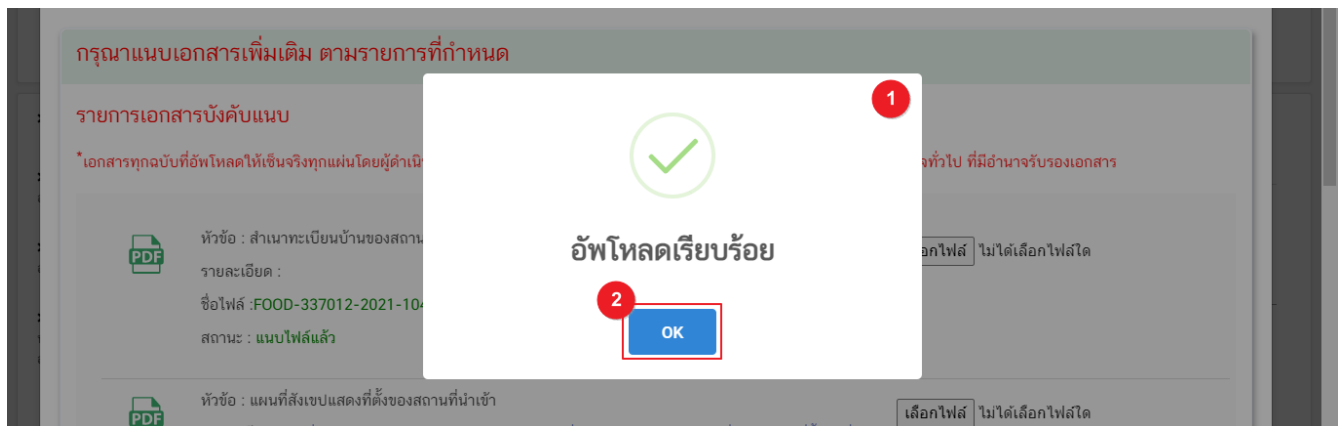 กรุณาแนบเอกสารเพิ่มเติม ตามรายการที่กำหนด
1
รายการเอกสารบังคับแนบ
*เอกสารทุกฉบับที่อัพโหลดให้เซ็นจริงทุกแผ่นโดยผู้ดำเนิ ทั่วไป ที่มีอำนาจรับรองเอกสาร
หัวข้อ : สำเนาทะเบียนบ้านของสถาน
อัพโหลดเรียบร้อย
อกไฟล์ ไม่ได้เลือกไฟล์ใด
PDF
รายละเอียด :
ชื่อไฟล์ :FOOD-337012-2021-104
2
สถานะ : แนบไฟล์แล้ว
OK
หัวข้อ : แผนที่สังเขปแสดงที่ตั้งของสถานที่นำเข้า
PDF
เลือกไฟล์ ไม่ได้เลือกไฟล์ใด